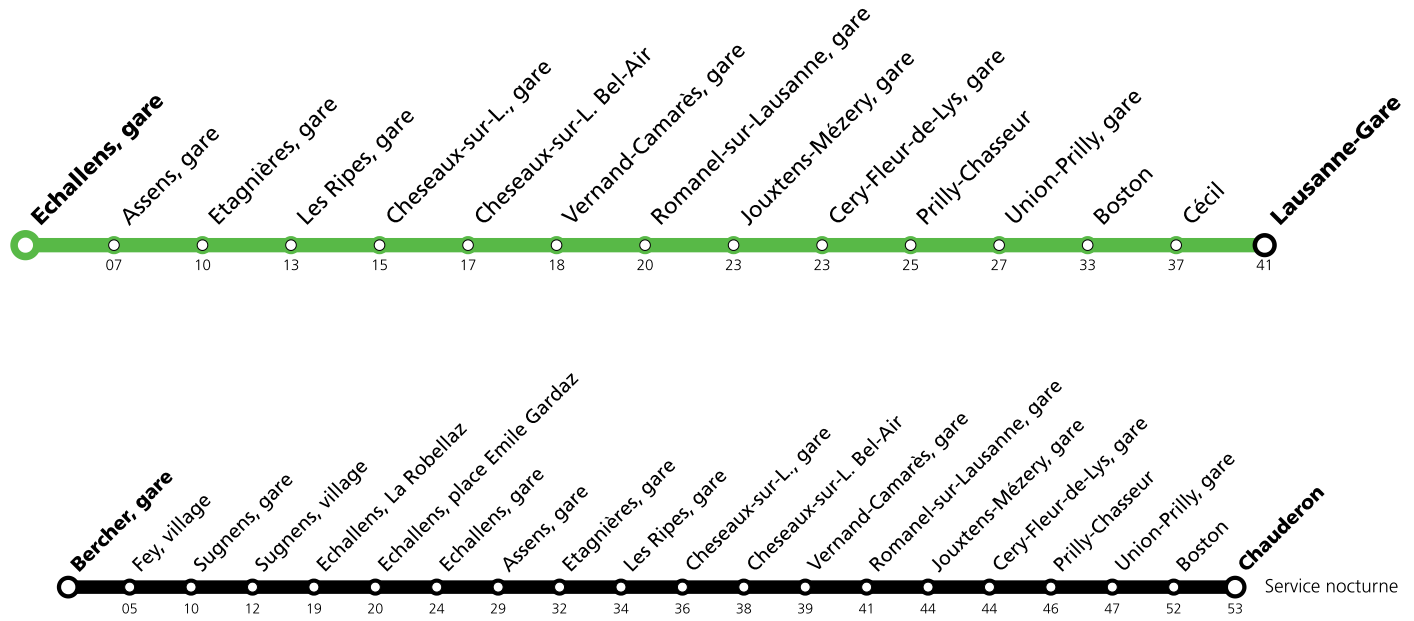 Echallens, gare
Assens, gare
Etagnières, gare
Les Ripes, gare
Cheseaux-sur-L., gare
Cheseaux-sur-L. Bel-Air
Vernand-Camarès, gare
Romanel-sur-Lausanne, gare
Jouxtens-Mézery, gare
Cery-Fleur-de-Lys, gare
Prilly-Chasseur
Union-Prilly, gare
Boston
Cécil
Lausanne-Gare
07 10 13 15 17 18 20 23 23 25 27 33 37 41
Bercher, gare
Fey, village
Sugnens, gare
Sugnens, village
Echallens, La Robellaz
Echallens, place Emile Gardaz
Echallens, gare
Assens, gare
Etagnières, gare
Les Ripes, gare
Cheseaux-sur-L., gare
Cheseaux-sur-L. Bel-Air
Vernand-Camarès, gare
Romanel-sur-Lausanne, gare
Jouxtens-Mézery, gare
Cery-Fleur-de-Lys, gare
Prilly-Chasseur
Union-Prilly, gare
Boston
Chauderon
Service nocturne
05 10 12 19 20 24 29 32 34 36 38 39 41 44 44 46 47 52 53